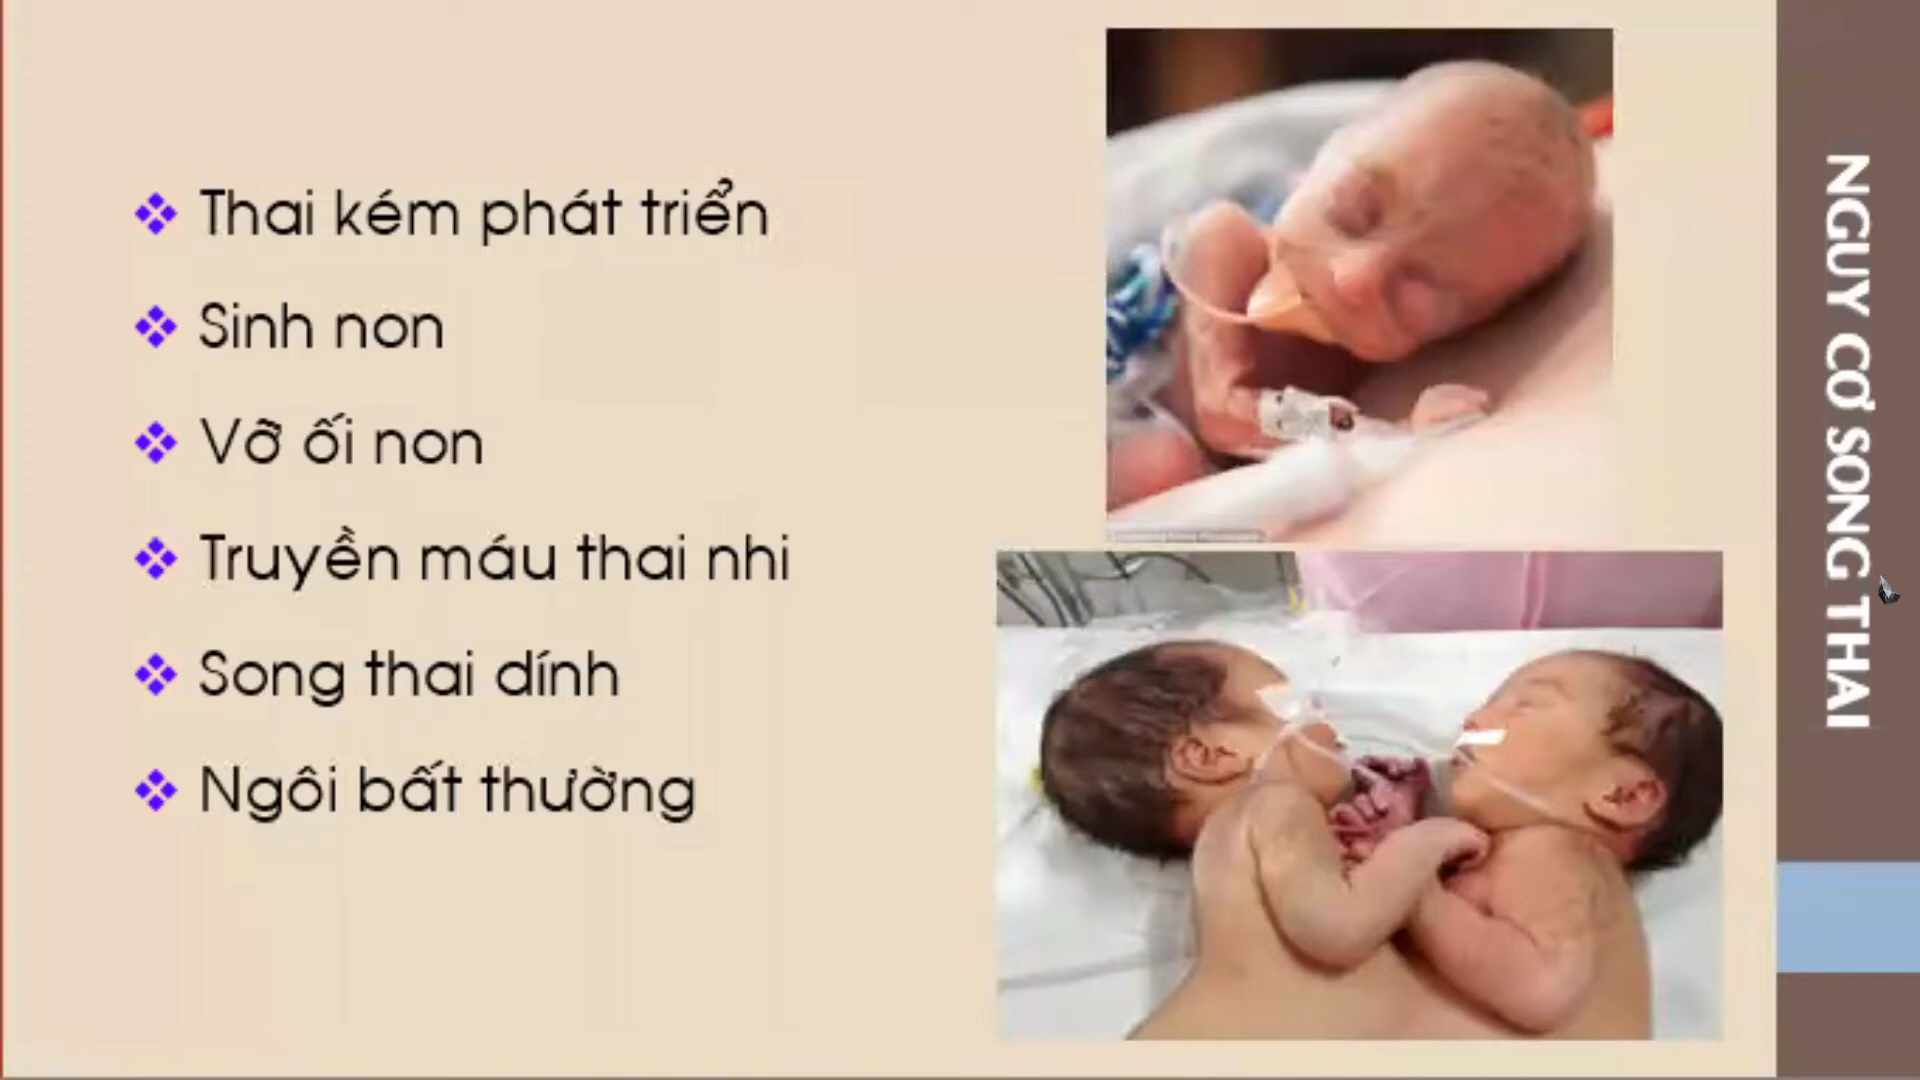 Thai kém phát triển
Sinh non
Vỡ ối non
Truyền máu thai nhi
Song thai dính
Ngôi bất thường
NGUY CƠ SONG THAI